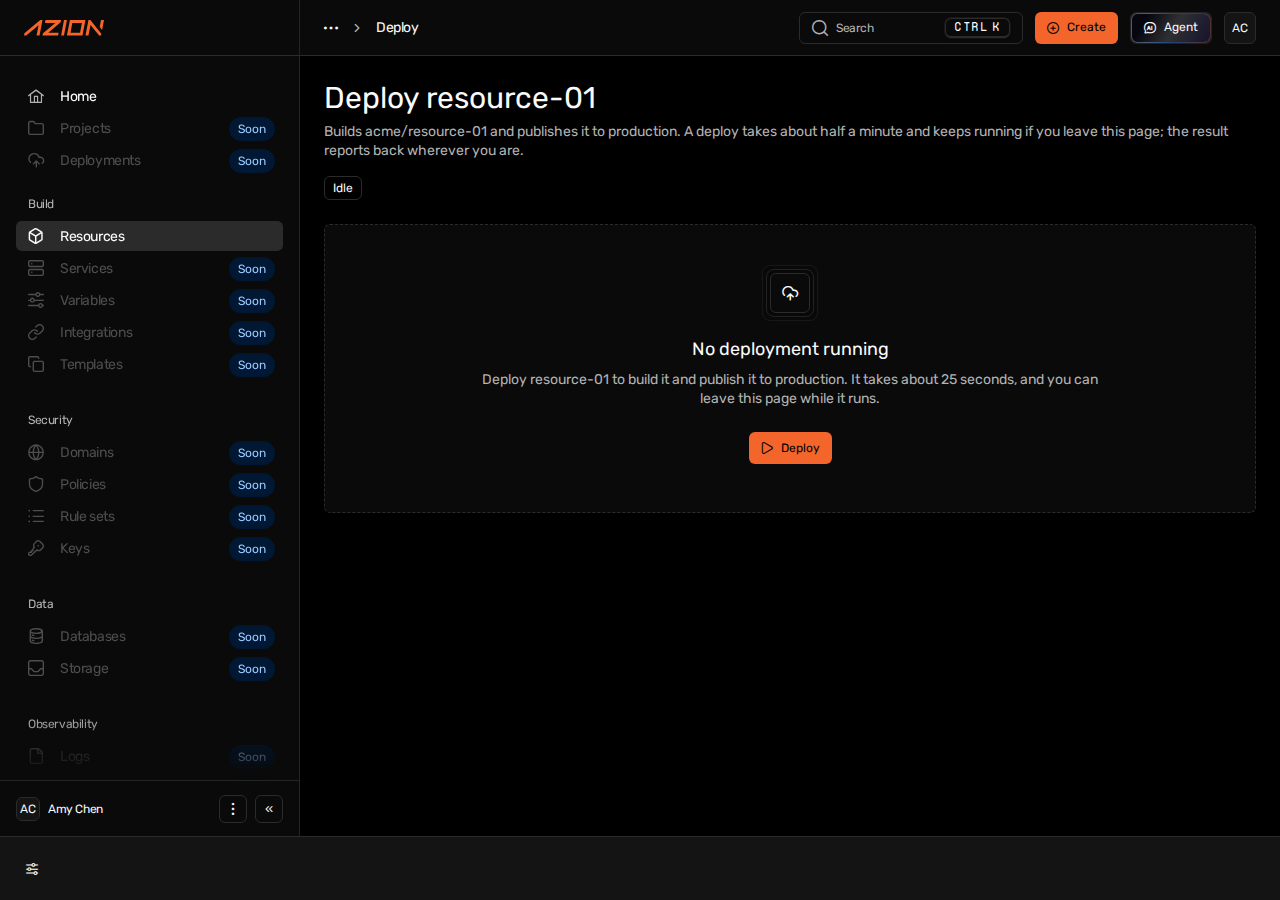 AZION
Deploy
Search
CTRL K
Create
Agent
AC
Home
Projects
Soon
Deployments
Soon
Build
Resources
Services
Soon
Variables
Soon
Integrations
Soon
Templates
Soon
Security
Domains
Soon
Policies
Soon
Rule sets
Soon
Keys
Soon
Data
Databases
Soon
Storage
Soon
Observability
Logs
Soon
AC
Amy Chen
Deploy resource-01
Builds acme/resource-01 and publishes it to production. A deploy takes about half a minute and keeps running if you leave this page; the result
reports back wherever you are.
Idle
No deployment running
Deploy resource-01 to build it and publish it to production. It takes about 25 seconds, and you can
leave this page while it runs.
Deploy